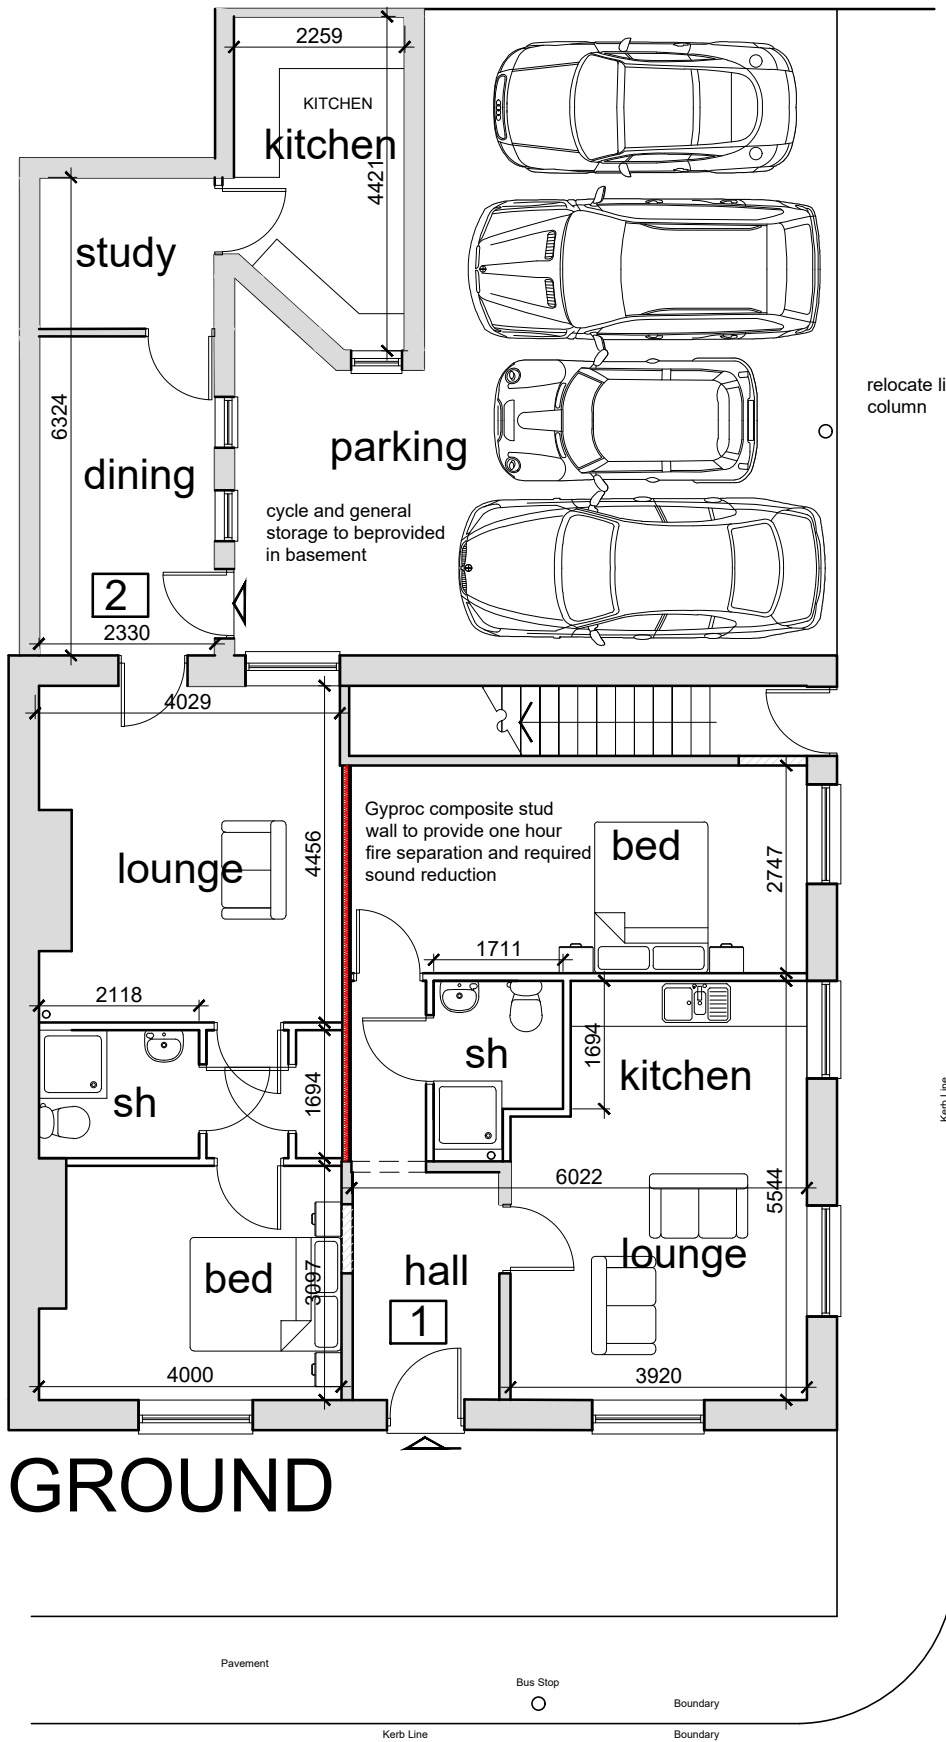 2259
KITCHEN
kitchen
4421
study
6324
dining
parking
relocate li
column
cycle and general
storage to beprovided
in basement
2
2330
4029
lounge
4456
Gyproc composite stud
wall to provide one hour
fire separation and required
sound reduction
bed
2747
1711
2118
sh
1694
sh
1694
kitchen
Kerb Line
6022
5544
bed
3097
hall
1
lounge
4000
3920
GROUND
Pavement
Bus Stop
Boundary
Kerb Line
Boundary